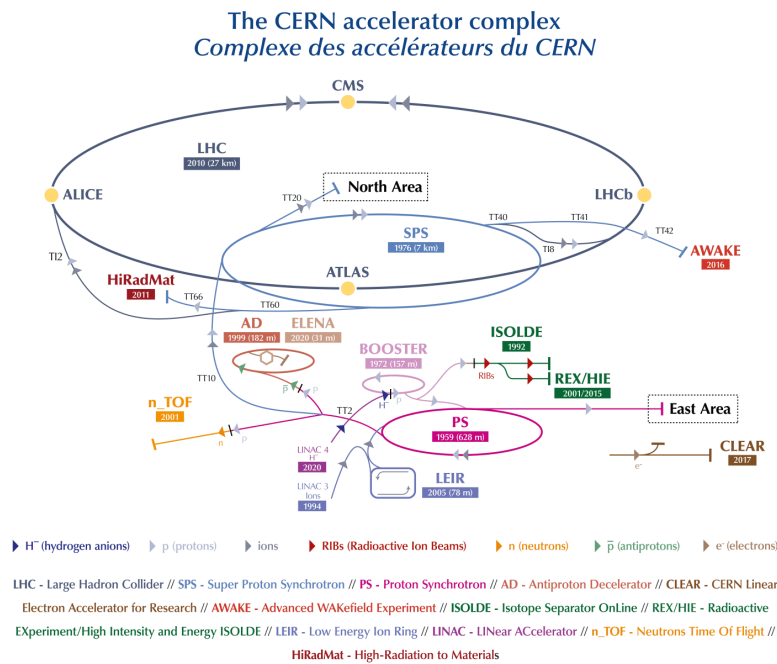 The CERN accelerator complex
Complexe des accélérateurs du CERN
CMS
LHC
2010 (27 km)
North Area
ALICE
TT20
LHCb
TT40
TT41
SPS
1976 (7 km)
TT42
TI8
TI2
AWAKE
2016
HiRadMat
2011
ATLAS
TT66
TT60
AD
1999 (182 m)
ELENA
2020 (31 m)
ISOLDE
1992
BOOSTER
1972 (157 m)
RIBs
REX/HIE
2001/2015
TT10
p̅
p
n_TOF
2001
TT2
H⁻
p
East Area
PS
1959 (628 m)
n
p
LINAC 4
H⁻
2020
CLEAR
2017
e⁻
LINAC 3
Ions
1994
LEIR
2005 (78 m)
H⁻ (hydrogen anions)
p (protons)
ions
RIBs (Radioactive Ion Beams)
n (neutrons)
p̅ (antiprotons)
e⁻ (electrons)
LHC - Large Hadron Collider // SPS - Super Proton Synchrotron // PS - Proton Synchrotron // AD - Antiproton Decelerator // CLEAR - CERN Linear
Electron Accelerator for Research // AWAKE - Advanced WAKefield Experiment // ISOLDE - Isotope Separator OnLine // REX/HIE - Radioactive
EXperiment/High Intensity and Energy ISOLDE // LEIR - Low Energy Ion Ring // LINAC - LINear ACcelerator // n_TOF - Neutrons Time Of Flight //
HiRadMat - High-Radiation to Materials